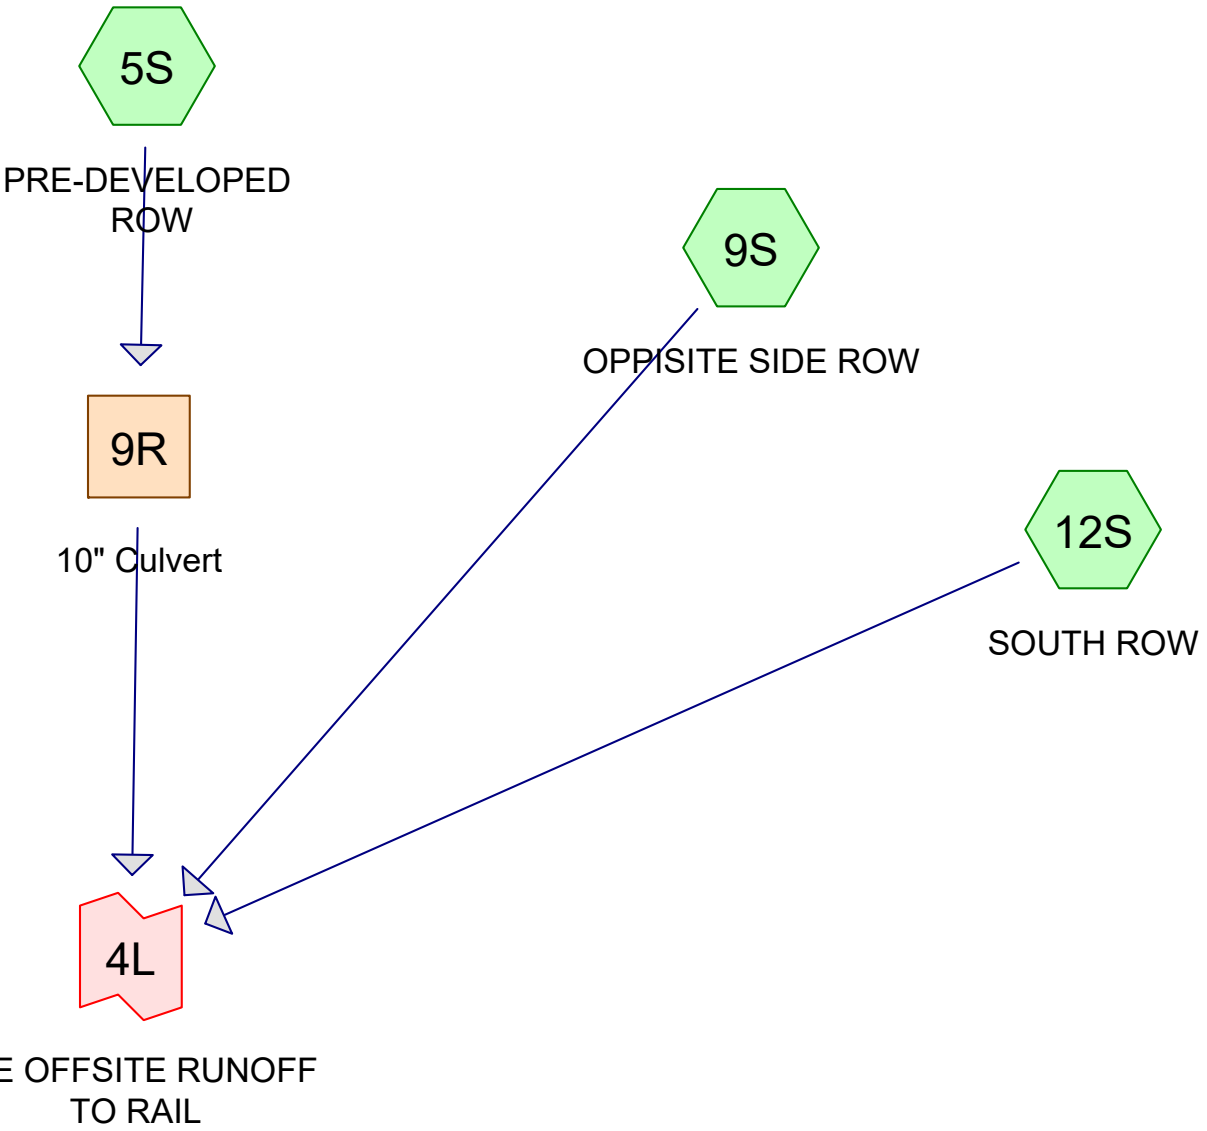 5S
PRE-DEVELOPED
ROW
9S
OPPISITE SIDE ROW
9R
10" Culvert
12S
SOUTH ROW
4L
E OFFSITE RUNOFF
TO RAIL